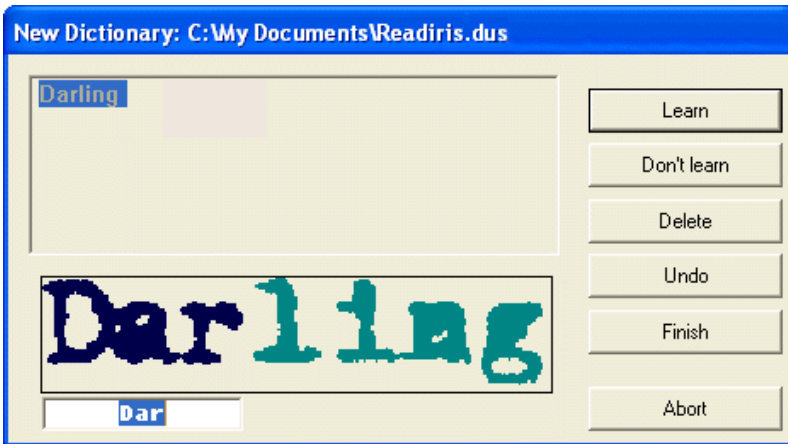 New Dictionary: C:\My Documents\Readiris.dus
Darling
Learn
Don't learn
Delete
Undo
Finish
Abort
Darling
Dar